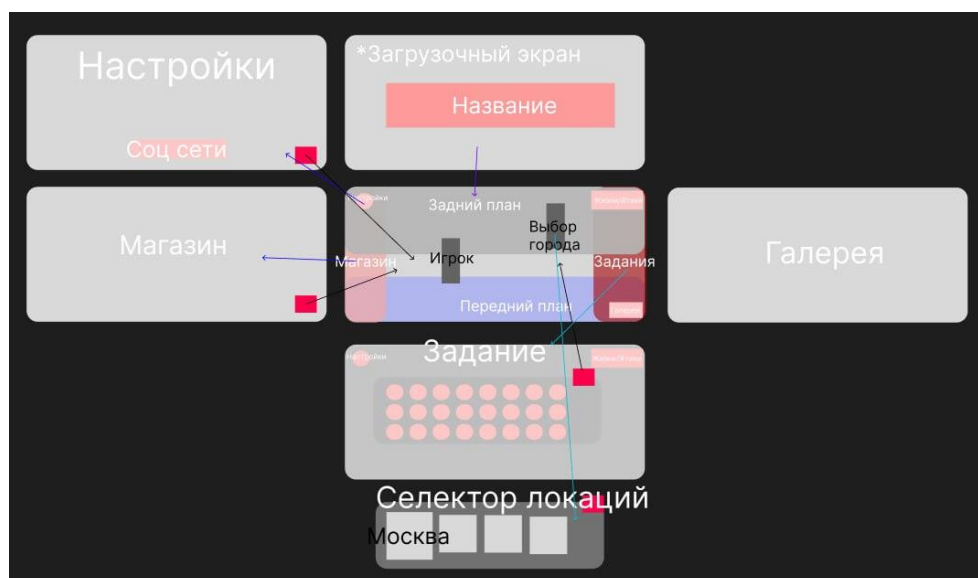 Настройки
Соц сети
*Загрузочный экран
Название
Магазин
Задний план
Выбор
города
Игрок
Магазин
Задания
Передний план
Галерея
Настройки
Задание
Селектор локаций
Москва